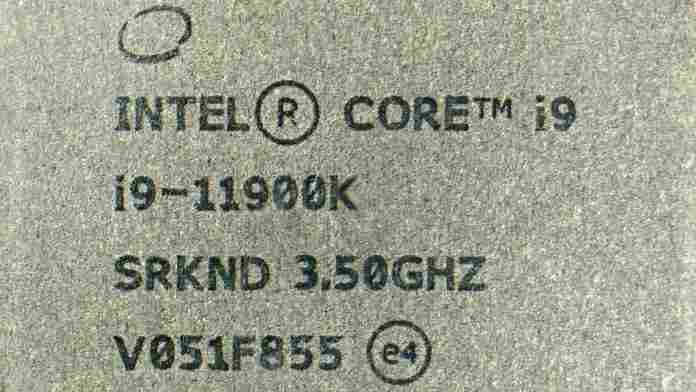 INTEL® CORE™ i9
i9-11900K
SRKND 3.50GHZ
V051F855 e4